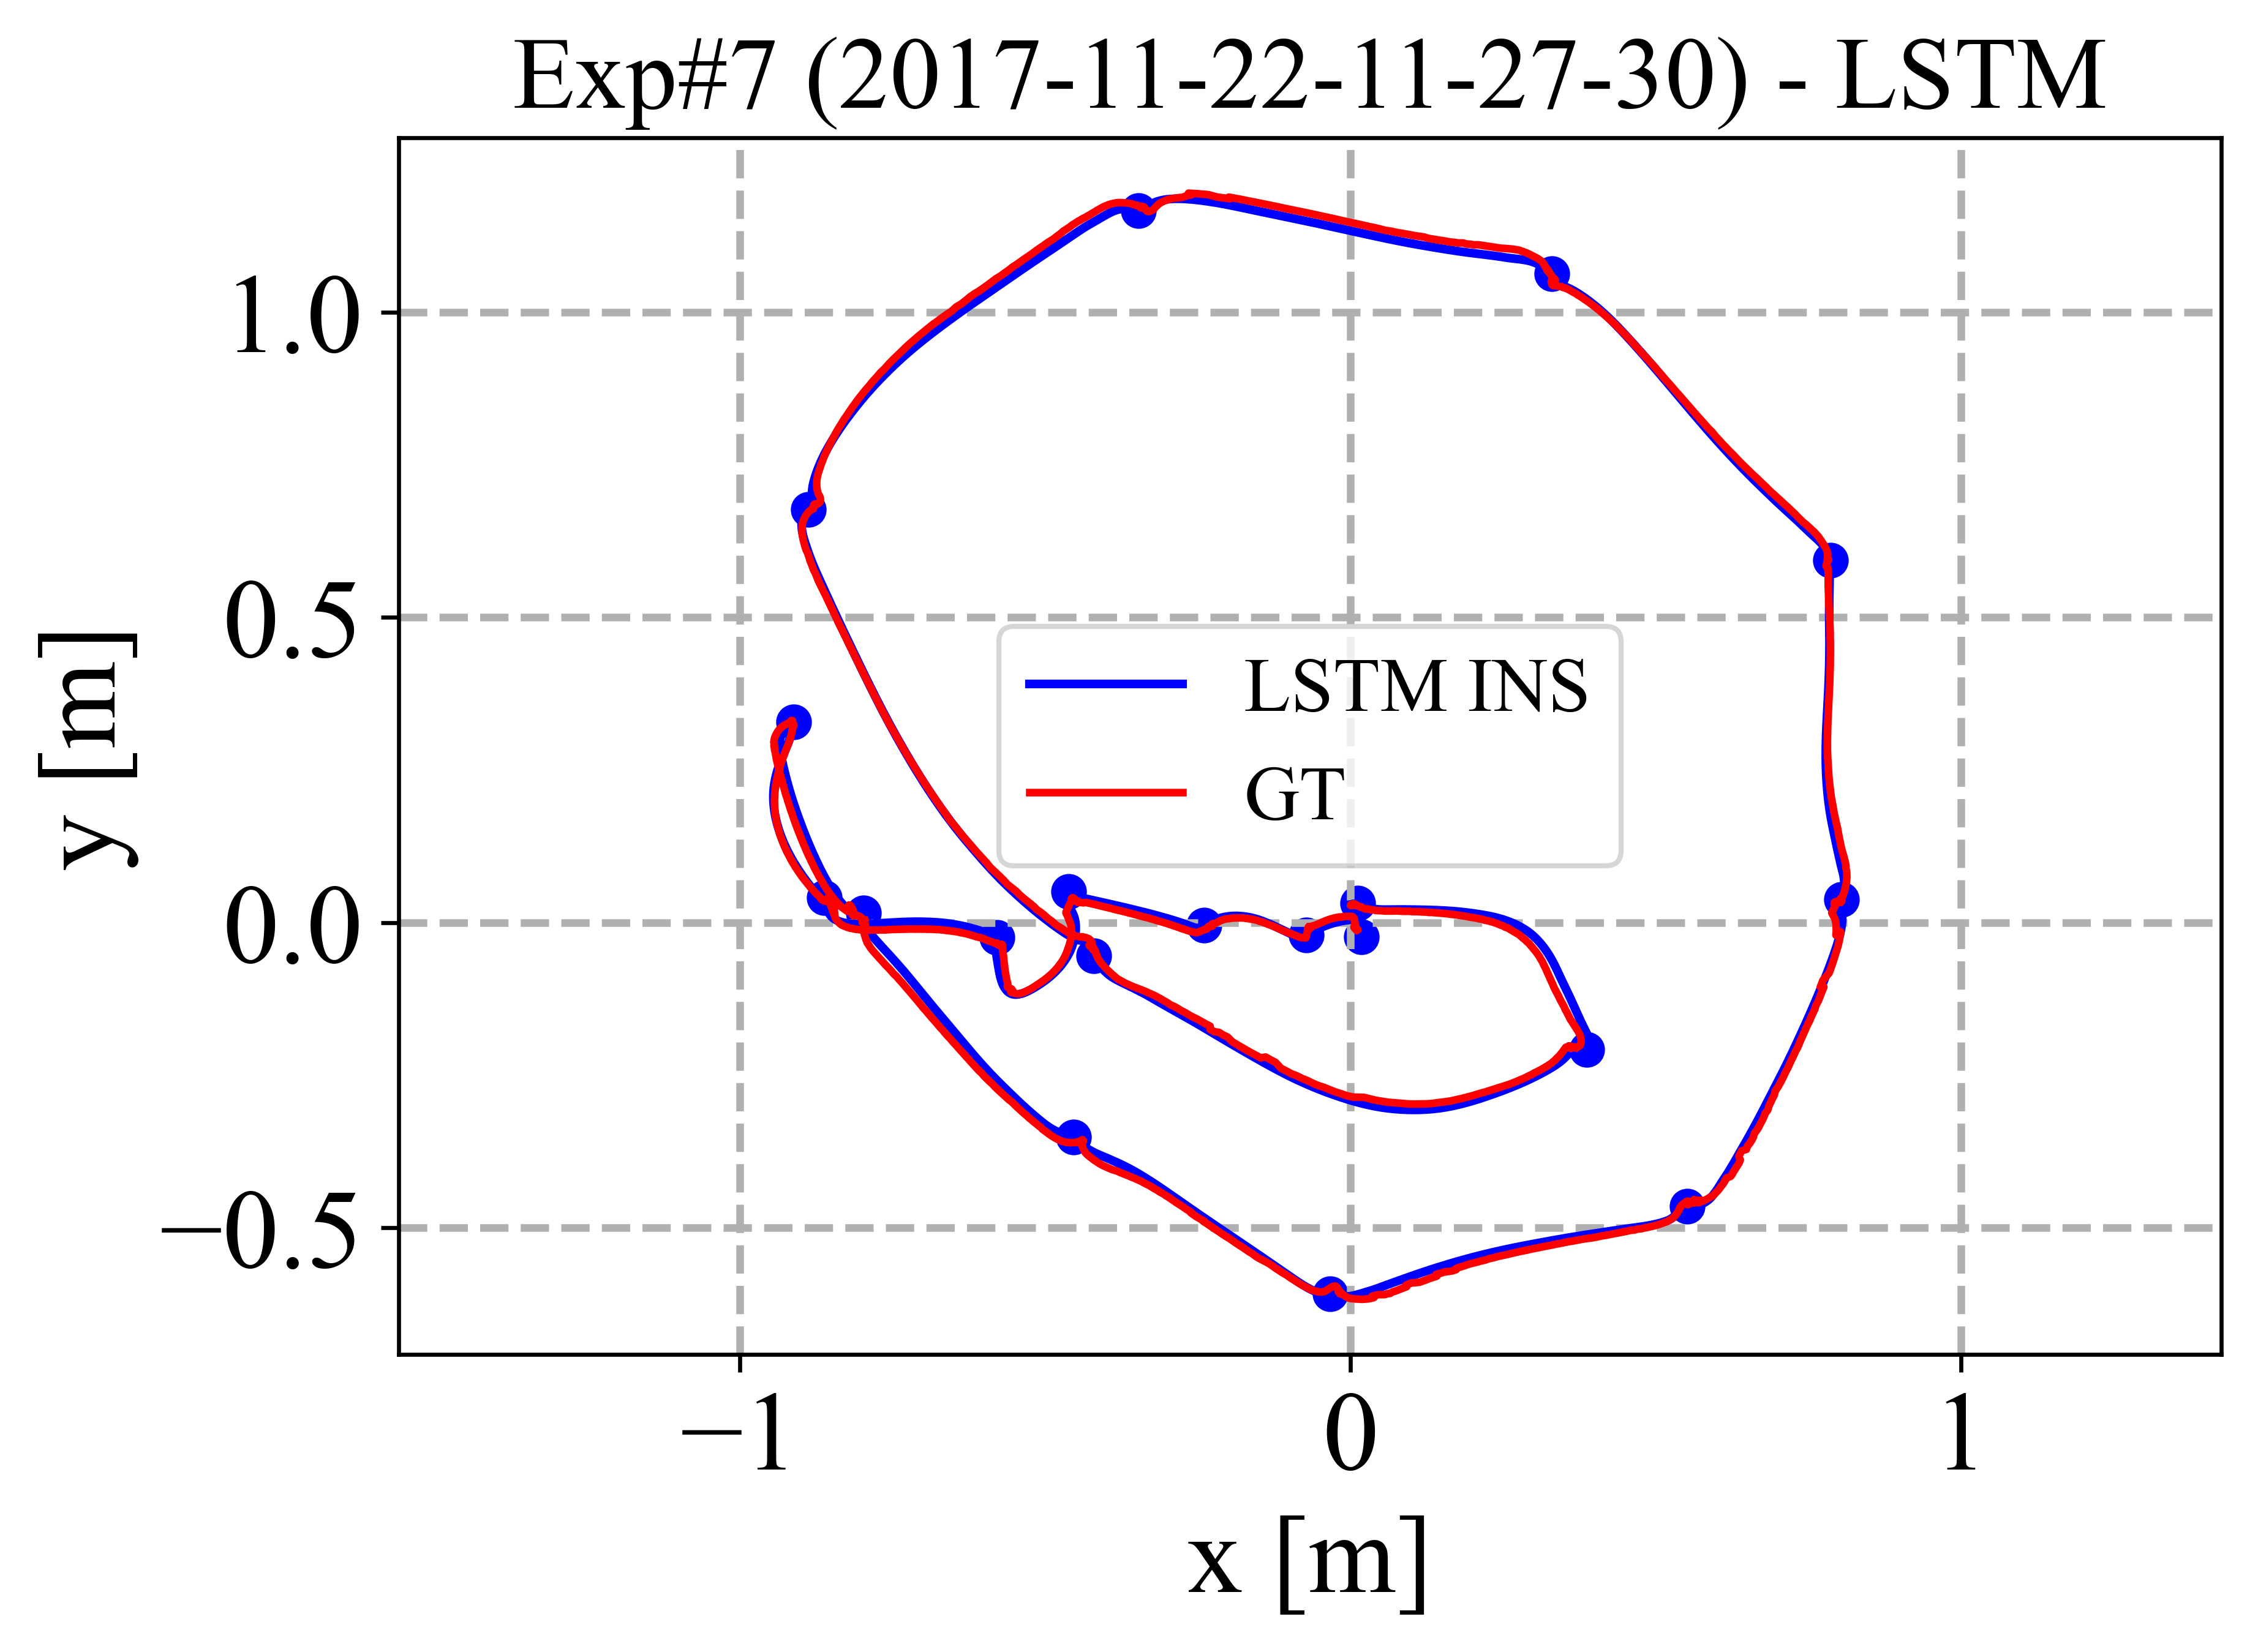 Exp#7 (2017-11-22-11-27-30) - LSTM
y [m]
1.0
0.5
0.0
−0.5
LSTM INS
GT
−1
0
1
x [m]